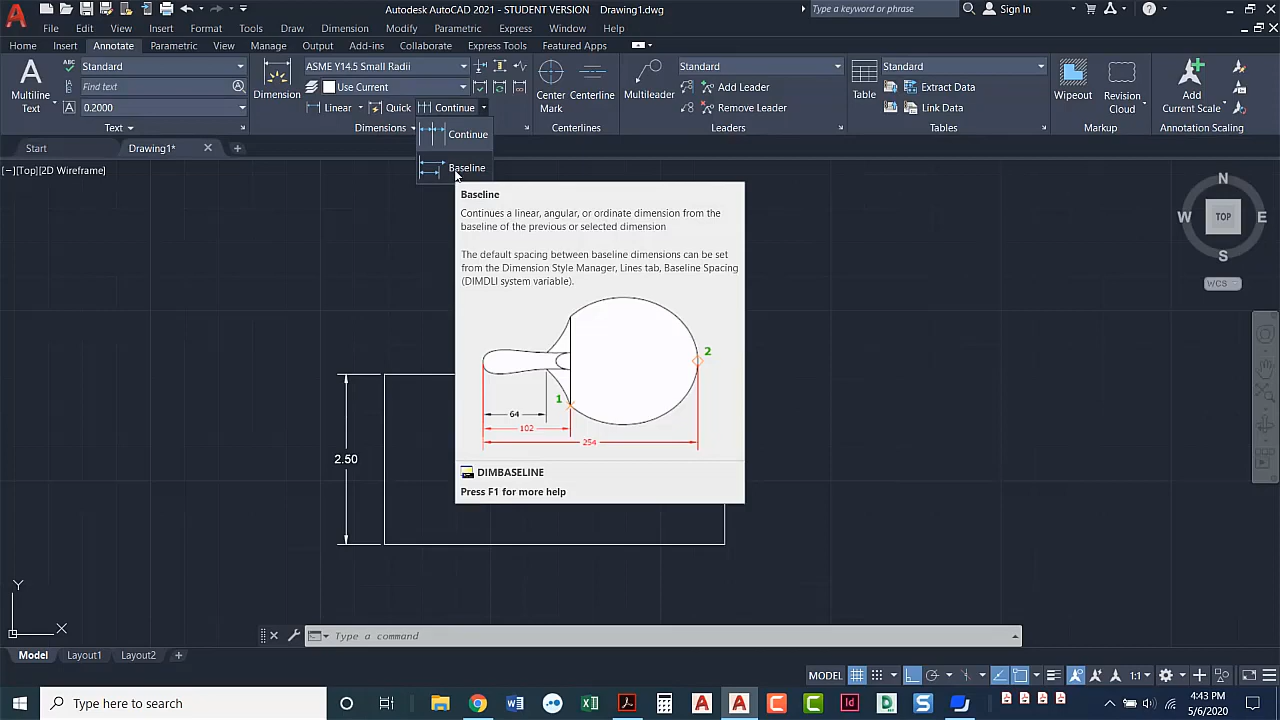 Autodesk AutoCAD 2021 - STUDENT VERSION Drawing1.dwg
Type a keyword or phrase
Sign In
File Edit View Insert Format Tools Draw Dimension Modify Parametric Express Window Help
Home Insert Annotate Parametric View Manage Output Add-ins Collaborate Express Tools Featured Apps
Standard ASME Y14.5 Small Radii Standard Standard
Multiline Text
Find text
0.2000
Dimension
Use Current
Linear Quick Continue
Center Mark
Centerline
Multileader
Add Leader
Remove Leader
Table
Extract Data
Link Data
Wipeout
Revision Cloud
Add Current Scale
Text Dimensions Centerlines Leaders Tables Markup Annotation Scaling
Continue
Baseline
Start Drawing1*
[−][Top][2D Wireframe]
Baseline
Continues a linear, angular, or ordinate dimension from the
baseline of the previous or selected dimension
The default spacing between baseline dimensions can be set
from the Dimension Style Manager, Lines tab, Baseline Spacing
(DIMDLI system variable).
2
1
64
102
254
DIMBASELINE
Press F1 for more help
N
W TOP E
S
WCS
2.50
Y
X
Type a command
Model Layout1 Layout2
MODEL 1:1
Type here to search
4:43 PM
5/6/2020